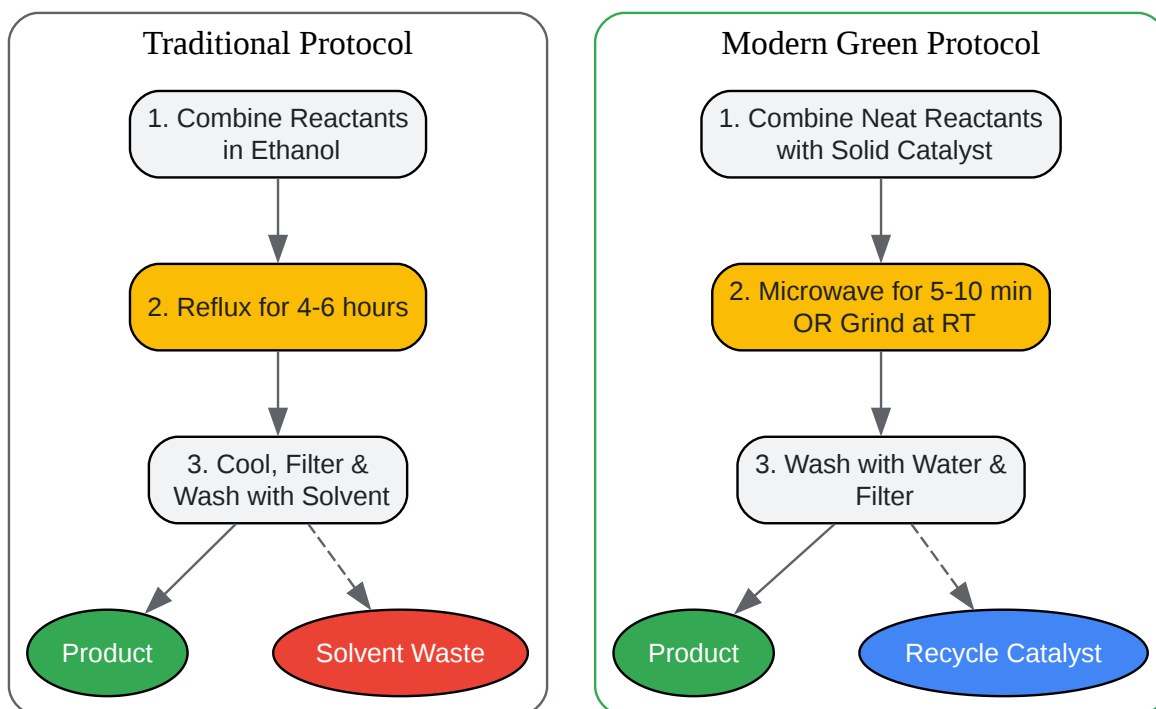 Traditional Protocol
1. Combine Reactants
in Ethanol
2. Reflux for 4-6 hours
3. Cool, Filter &
Wash with Solvent
Product
Solvent Waste
Modern Green Protocol
1. Combine Neat Reactants
with Solid Catalyst
2. Microwave for 5-10 min
OR Grind at RT
3. Wash with Water &
Filter
Product
Recycle Catalyst